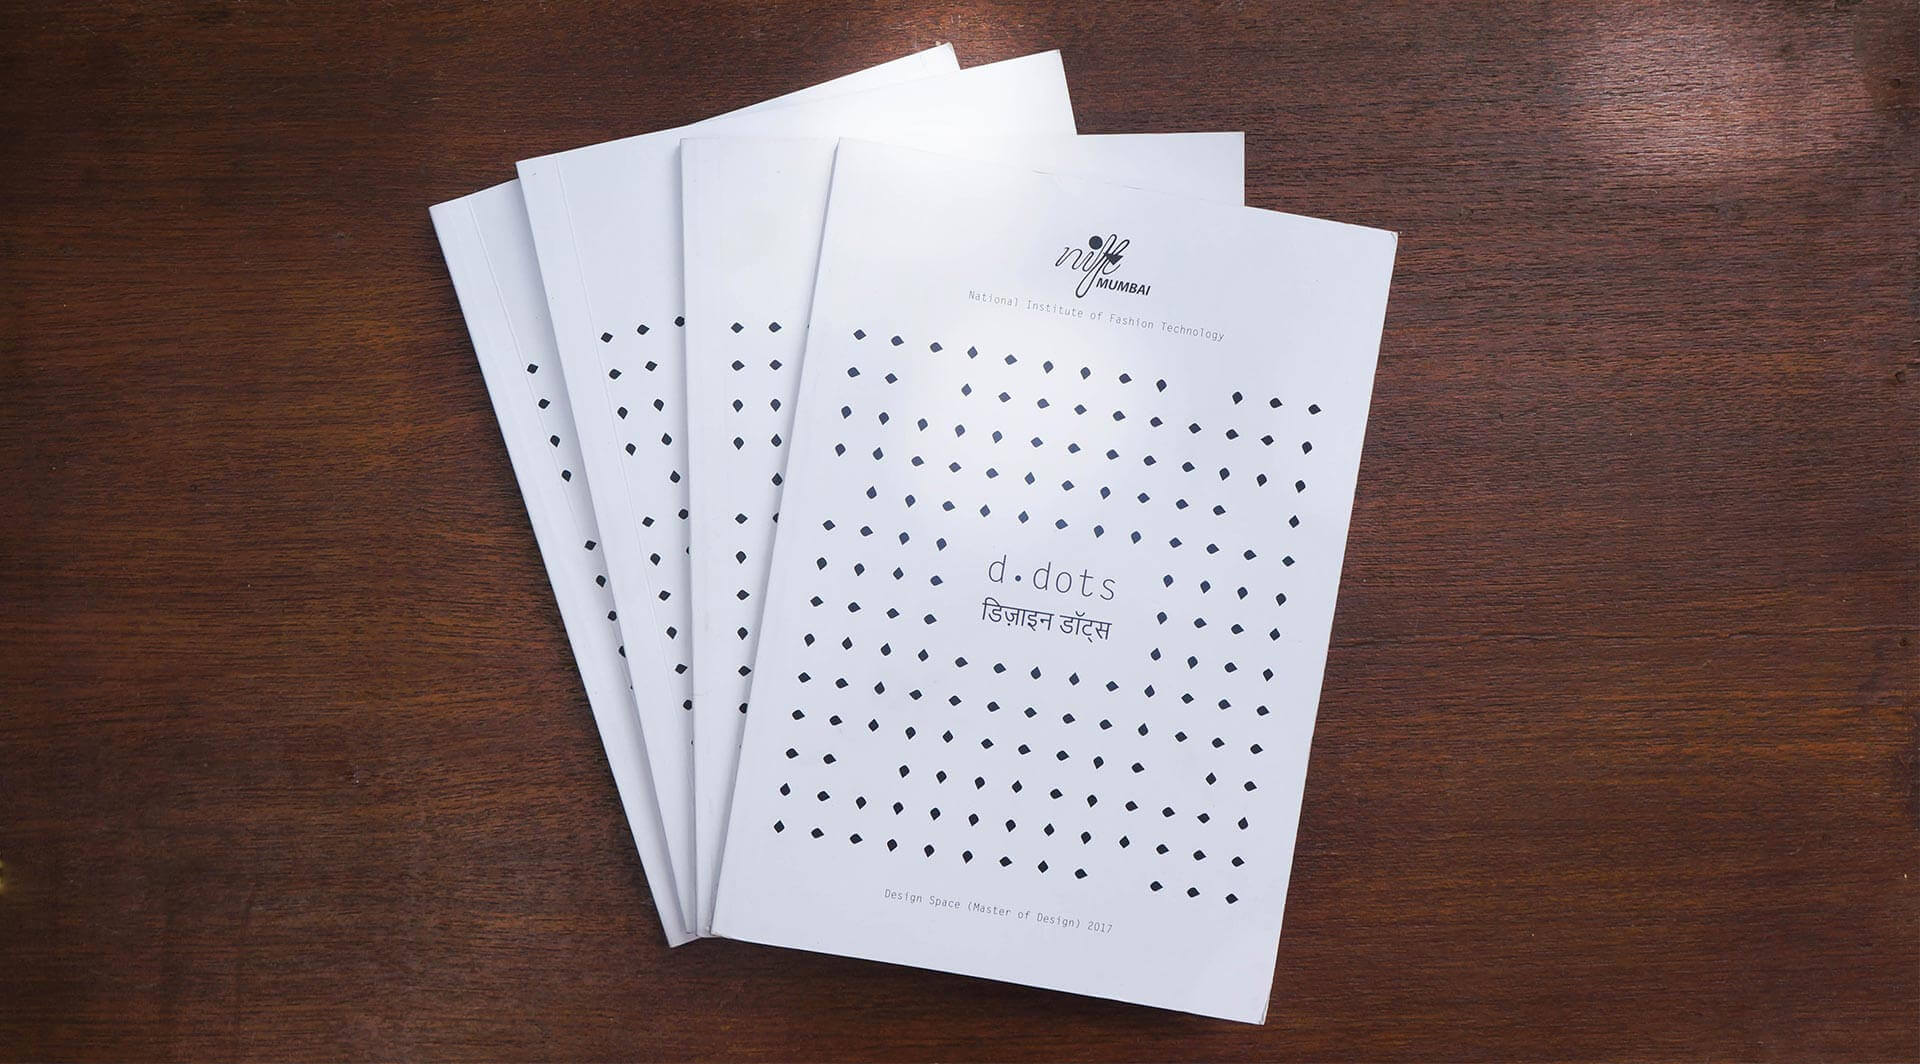 nift
MUMBAI
National Institute of Fashion Technology
d.dots
डिज़ाइन डॉट्स
Design Space (Master of Design) 2017